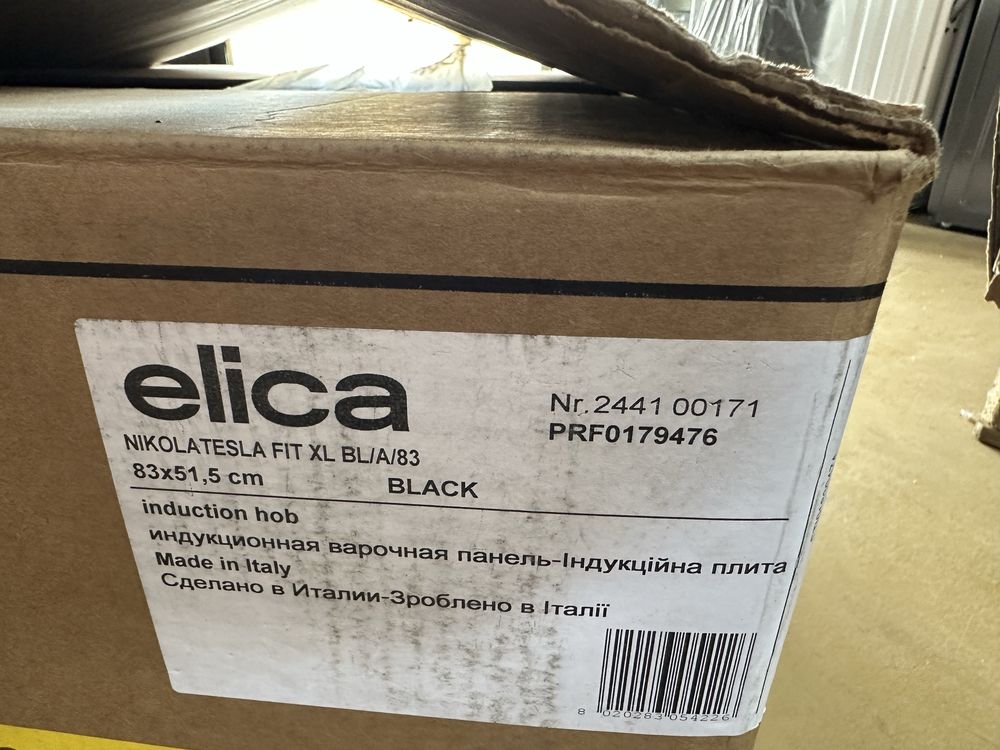 elica
Nr. 2441 00171
PRF0179476
NIKOLATESLA FIT XL BL/A/83
83x51,5 cm
BLACK
induction hob
индукционная варочная панель-Індукційна плита
Made in Italy
Сделано в Италии-Зроблено в Італії
8 020283 054226